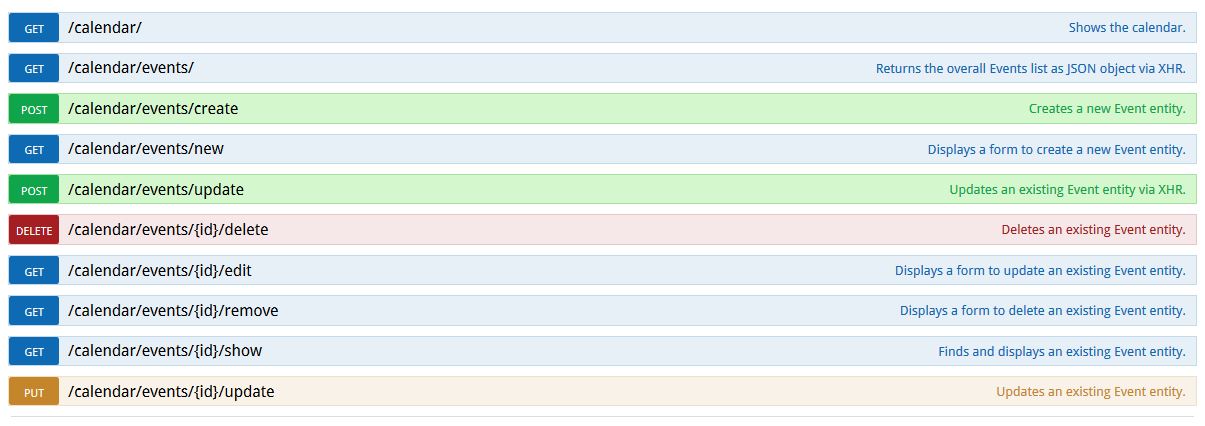 GET /calendar/ Shows the calendar.
GET /calendar/events/ Returns the overall Events list as JSON object via XHR.
POST /calendar/events/create Creates a new Event entity.
GET /calendar/events/new Displays a form to create a new Event entity.
POST /calendar/events/update Updates an existing Event entity via XHR.
DELETE /calendar/events/{id}/delete Deletes an existing Event entity.
GET /calendar/events/{id}/edit Displays a form to update an existing Event entity.
GET /calendar/events/{id}/remove Displays a form to delete an existing Event entity.
GET /calendar/events/{id}/show Finds and displays an existing Event entity.
PUT /calendar/events/{id}/update Updates an existing Event entity.